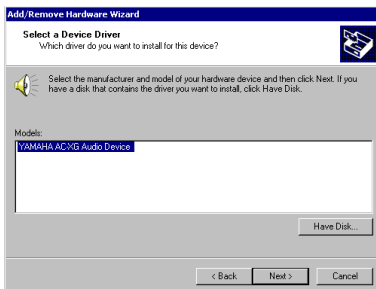 Add/Remove Hardware Wizard
Select a Device Driver
Which driver do you want to install for this device?
Select the manufacturer and model of your hardware device and then click Next. If you
have a disk that contains the driver you want to install, click Have Disk.
Models:
YAMAHA AC-XG Audio Device
Have Disk...
< Back
Next >
Cancel